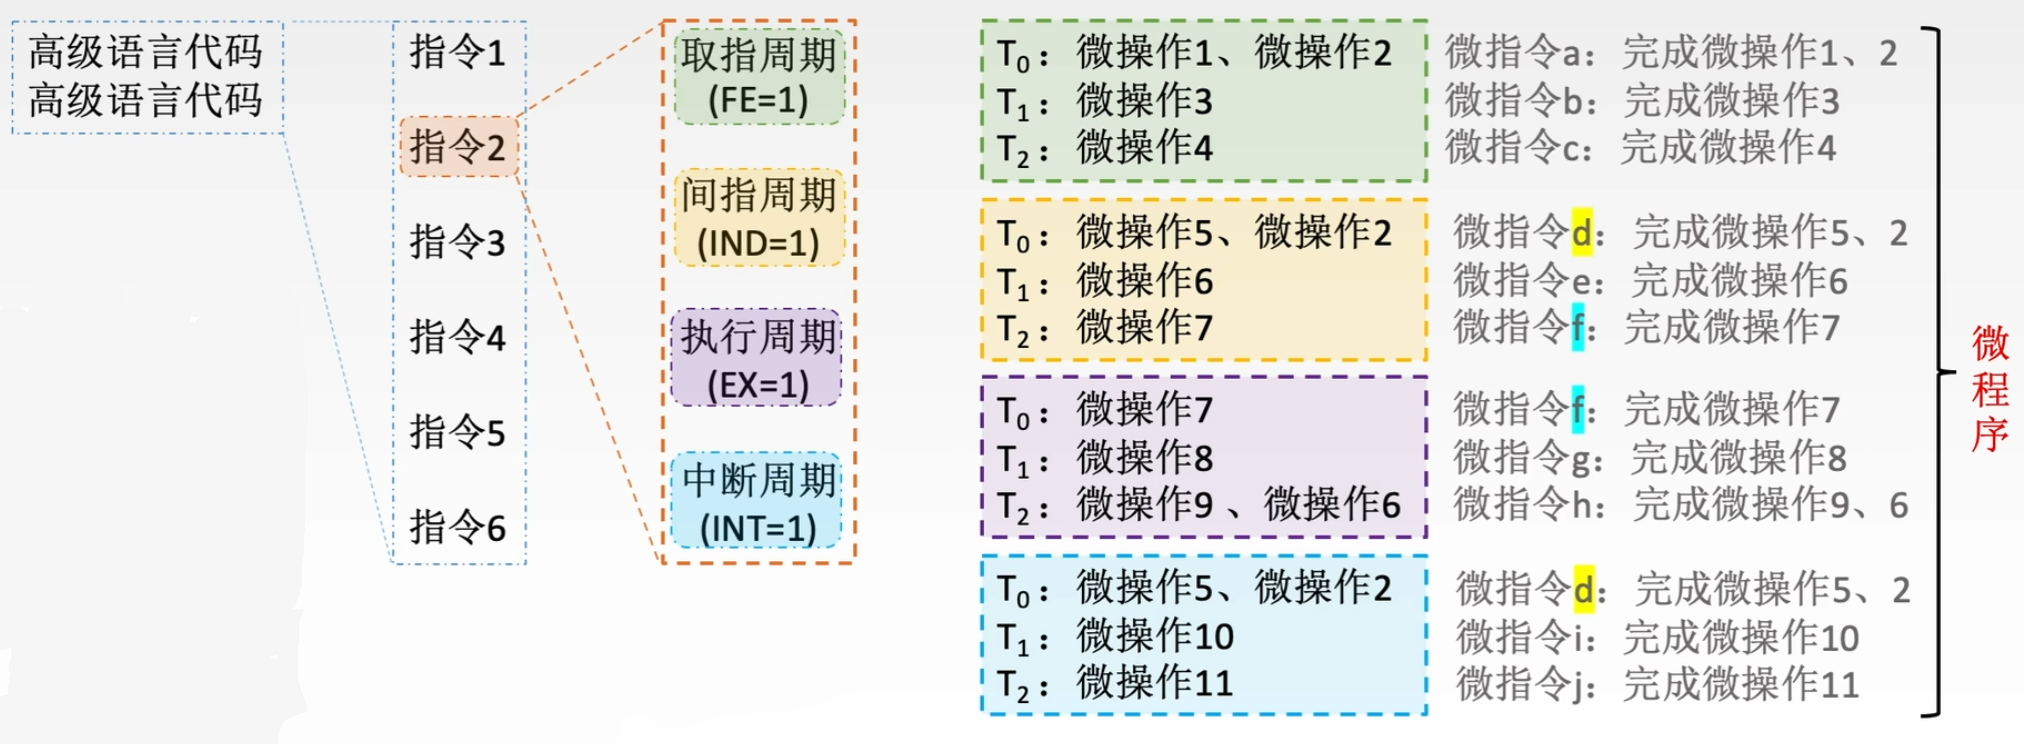 高级语言代码
高级语言代码
指令1
指令2
指令3
指令4
指令5
指令6
取指周期
(FE=1)
间指周期
(IND=1)
执行周期
(EX=1)
中断周期
(INT=1)
T₀：微操作1、微操作2
T₁：微操作3
T₂：微操作4
T₀：微操作5、微操作2
T₁：微操作6
T₂：微操作7
T₀：微操作7
T₁：微操作8
T₂：微操作9 、微操作6
T₀：微操作5、微操作2
T₁：微操作10
T₂：微操作11
微指令a：完成微操作1、2
微指令b：完成微操作3
微指令c：完成微操作4
微指令d：完成微操作5、2
微指令e：完成微操作6
微指令f：完成微操作7
微指令f：完成微操作7
微指令g：完成微操作8
微指令h：完成微操作9、6
微指令d：完成微操作5、2
微指令i：完成微操作10
微指令j：完成微操作11
微程序